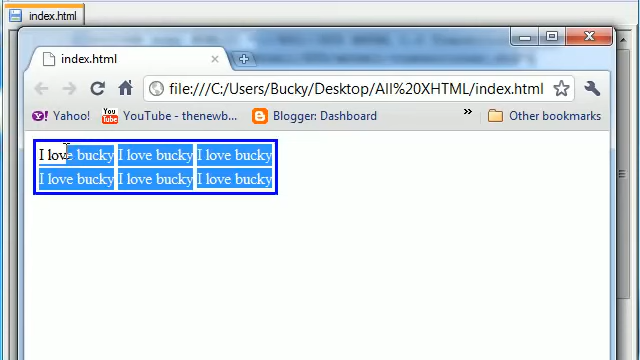 index.html
index.html
file:///C:/Users/Bucky/Desktop/All%20XHTML/index.html
Yahoo! YouTube - thenewb... Blogger: Dashboard » Other bookmarks
I love bucky I love bucky I love bucky
I love bucky I love bucky I love bucky